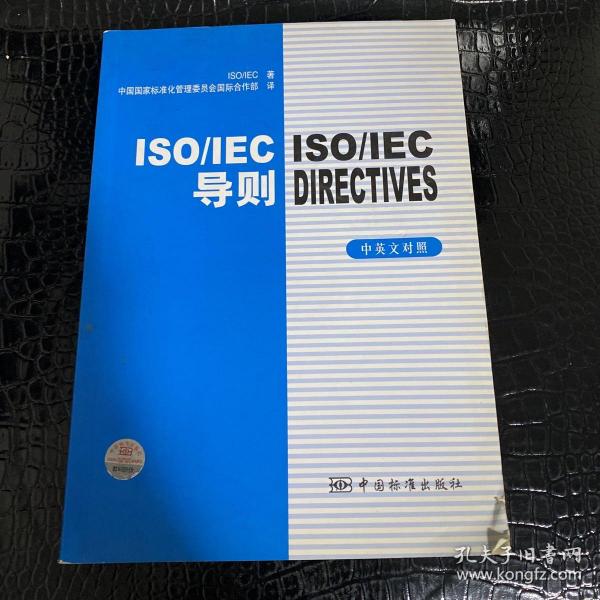 ISO/IEC 著
中国国家标准化管理委员会国际合作部 译
ISO/IEC
导则
ISO/IEC
DIRECTIVES
中英文对照
中国标准出版社
孔夫子旧书网
www.kongfz.com